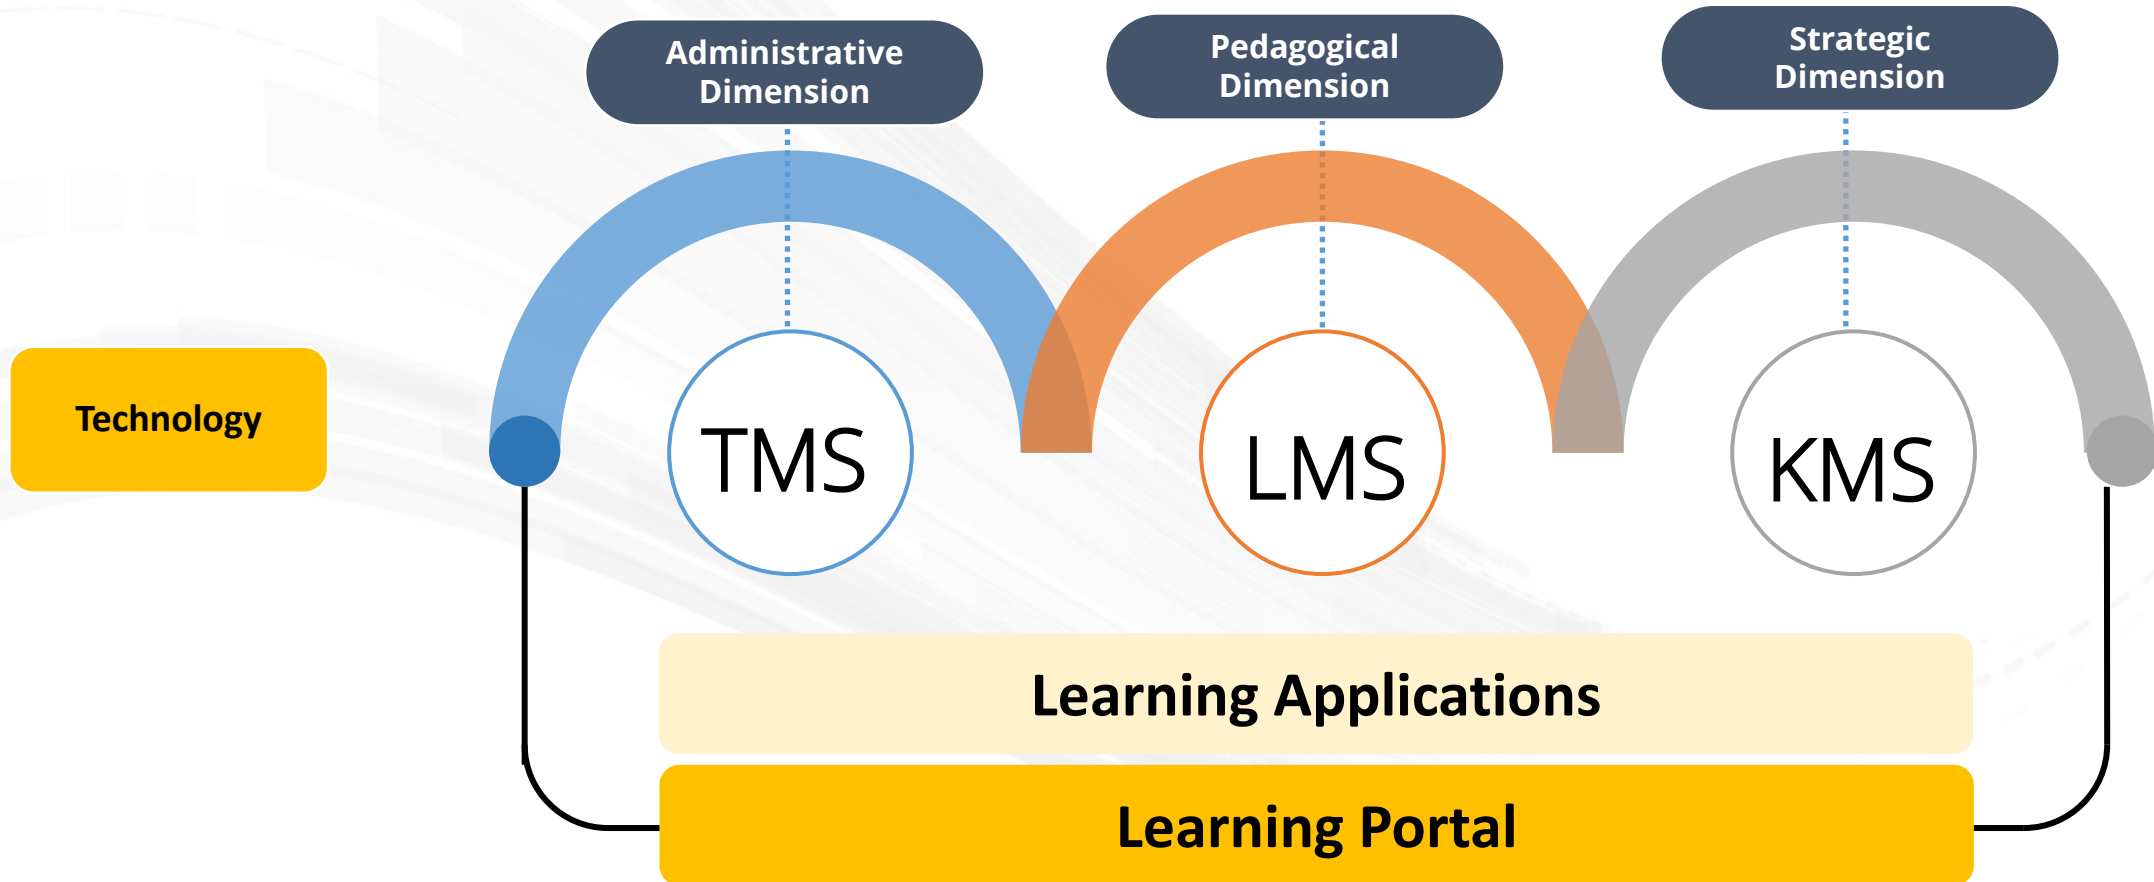 Administrative
Dimension
Pedagogical
Dimension
Strategic
Dimension
Technology
TMS
LMS
KMS
Learning Applications
Learning Portal